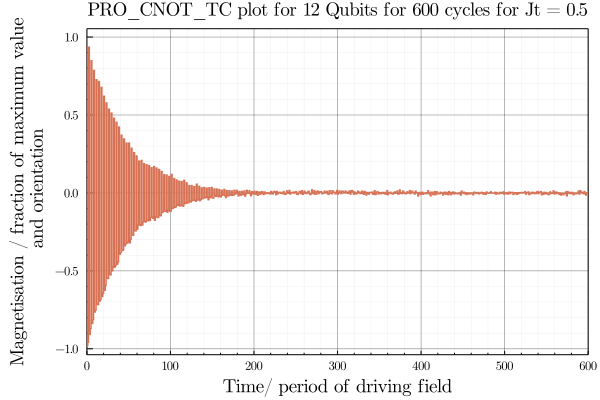 PRO_CNOT_TC plot for 12 Qubits for 600 cycles for Jt = 0.5
Magnetisation / fraction of maximum value
and orientation
1.0
0.5
0.0
−0.5
−1.0
0 100 200 300 400 500 600
Time/ period of driving field